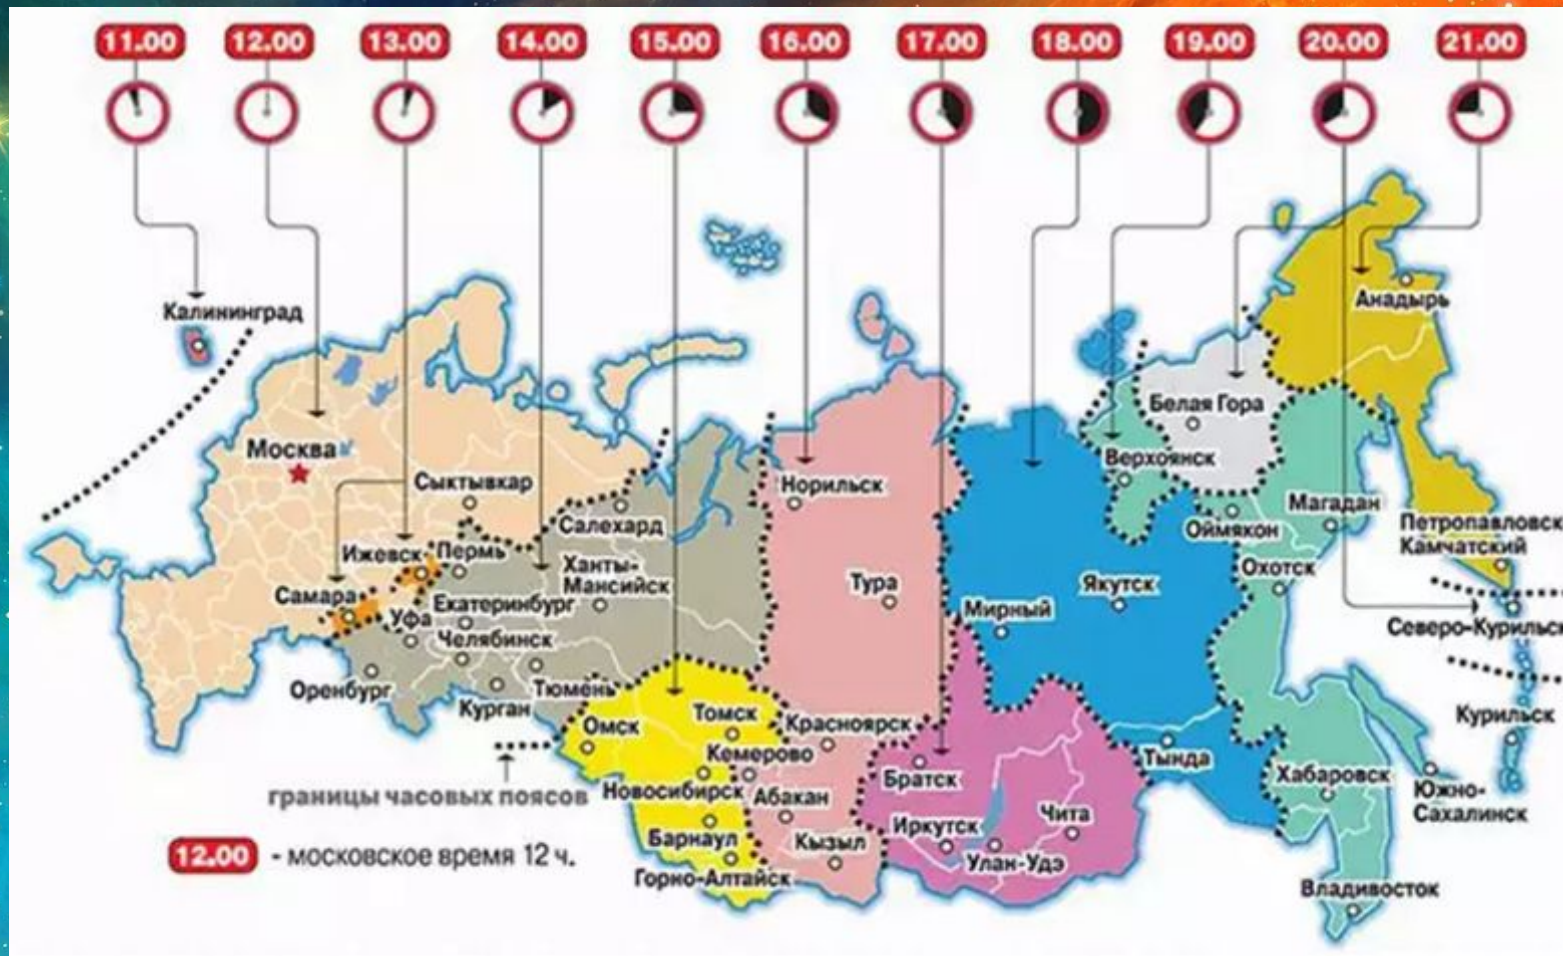 11.00
12.00
13.00
14.00
15.00
16.00
17.00
18.00
19.00
20.00
21.00
Калининград
Анадырь
Белая Гора
Москва
Верхоянск
Сыктывкар
Норильск
Магадан
Салехард
Оймякон
Петропавловск
Камчатский
Ижевск
Пермь
Ханты-
Мансийск
Охотск
Тура
Якутск
Самара
Екатеринбург
Мирный
Уфа
Северо-Курильск
Челябинск
Оренбург
Тюмень
Курган
Томск
Омск
Красноярск
Курильск
Кемерово
Тында
Братск
Хабаровск
Новосибирск
Абакан
Южно-
Сахалинск
границы часовых поясов
Чита
Иркутск
Барнаул
Кызыл
12.00 - московское время 12 ч.
Улан-Удэ
Горно-Алтайск
Владивосток